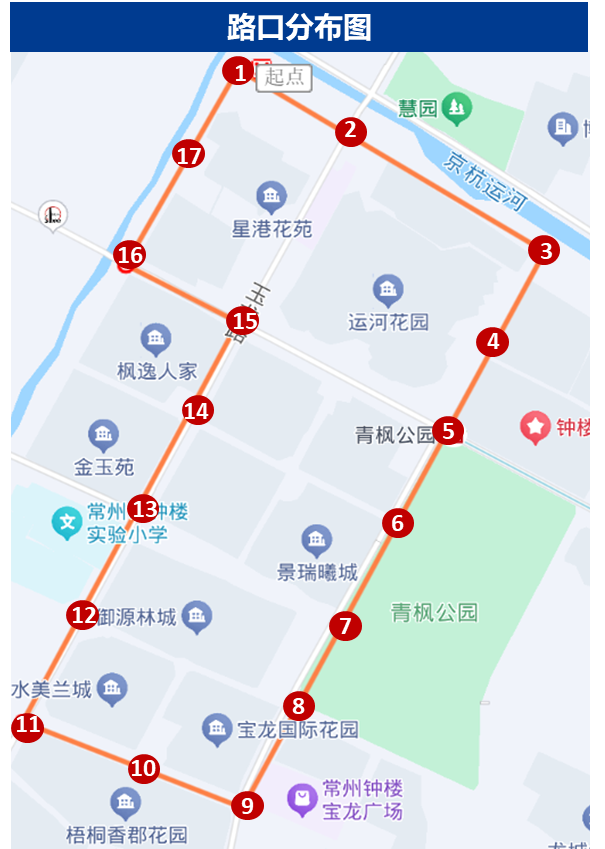 路口分布图
1
起点
2
慧园
京杭运河
17
星港花苑
3
16
运河花园
玉
路
15
4
枫逸人家
14
青枫公园
5
钟楼
金玉苑
13
常州 钟楼
实验小学
6
景瑞曦城
青枫公园
12
御源林城
7
水美兰城
8
宝龙国际花园
11
10
9
常州钟楼
宝龙广场
梧桐香郡花园